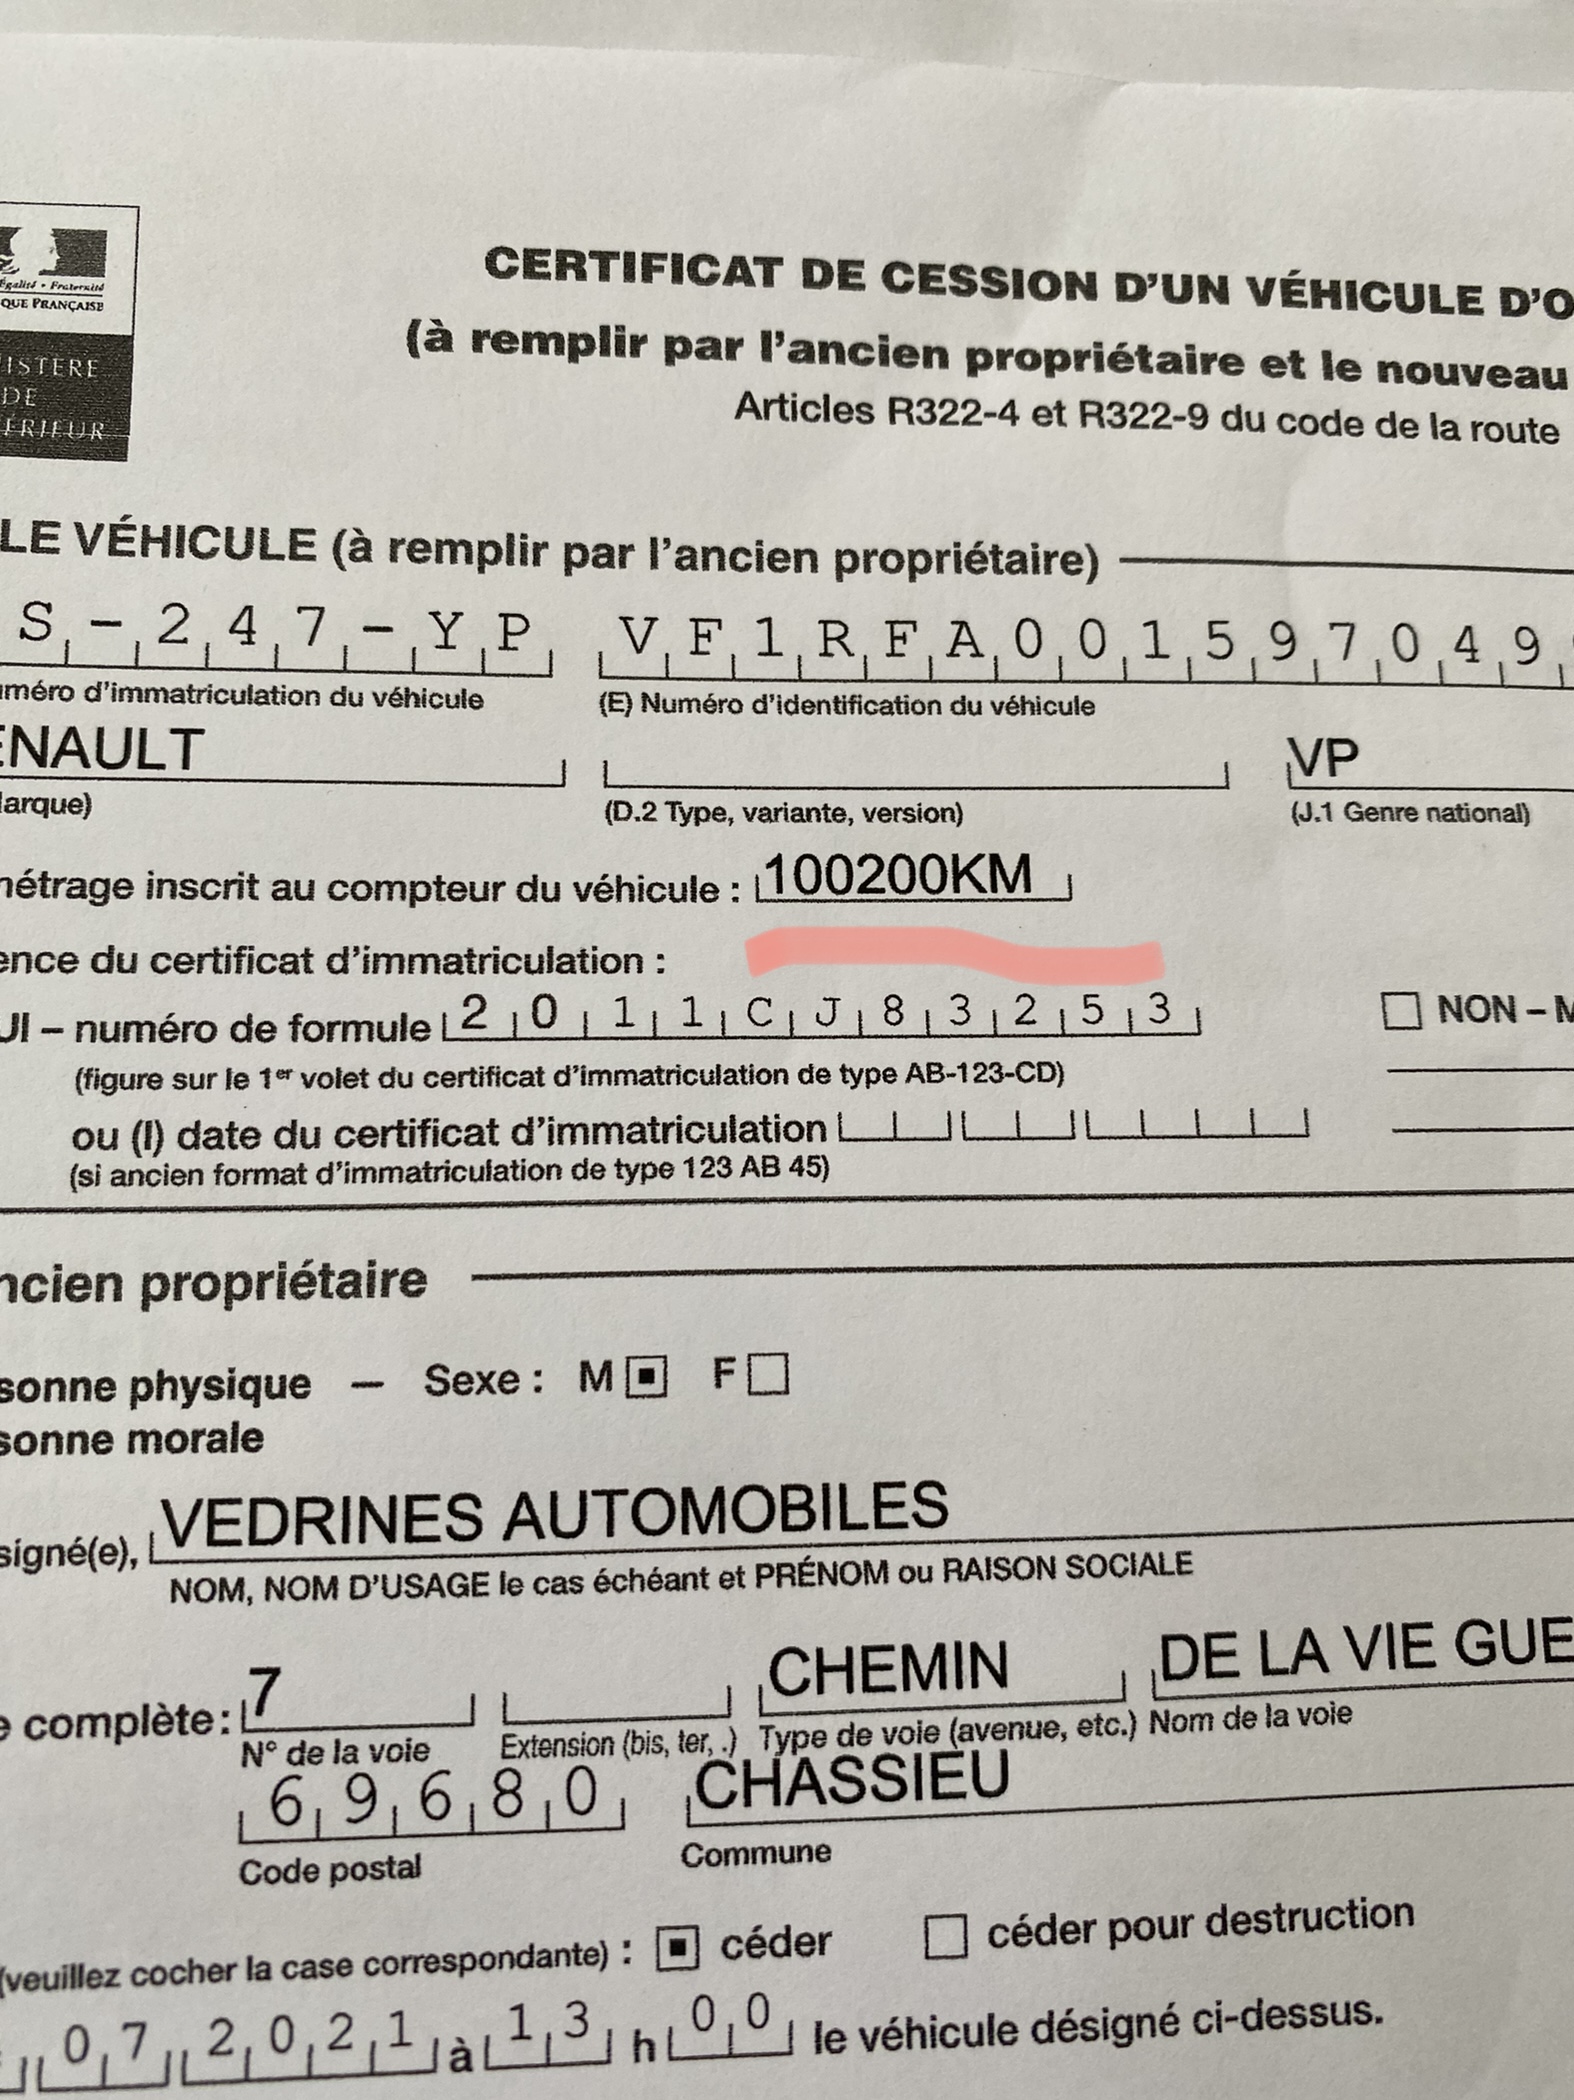 Égalité • Fraternité
QUE FRANÇAISE
ISTÈRE
DE
ÉRIEUR
CERTIFICAT DE CESSION D'UN VÉHICULE D'O
(à remplir par l'ancien propriétaire et le nouveau
Articles R322-4 et R322-9 du code de la route
LE VÉHICULE (à remplir par l'ancien propriétaire)
S-247-YP VF1RFA001597049
uméro d'immatriculation du véhicule (E) Numéro d'identification du véhicule
ENAULT VP
arque) (D.2 Type, variante, version) (J.1 Genre national)
métrage inscrit au compteur du véhicule : 100200KM
ence du certificat d'immatriculation :
UI – numéro de formule 2011CJ83253 NON – M
(figure sur le 1er volet du certificat d'immatriculation de type AB-123-CD)
ou (I) date du certificat d'immatriculation
(si ancien format d'immatriculation de type 123 AB 45)
ncien propriétaire
sonne physique – Sexe : M F
sonne morale
signé(e), VEDRINES AUTOMOBILES
NOM, NOM D'USAGE le cas échéant et PRÉNOM ou RAISON SOCIALE
e complète : 7 CHEMIN DE LA VIE GUE
N° de la voie Extension (bis, ter, .) Type de voie (avenue, etc.) Nom de la voie
69680 CHASSIEU
Code postal Commune
(veuillez cocher la case correspondante) : céder céder pour destruction
07 2021 à 13 h 00 le véhicule désigné ci-dessus.